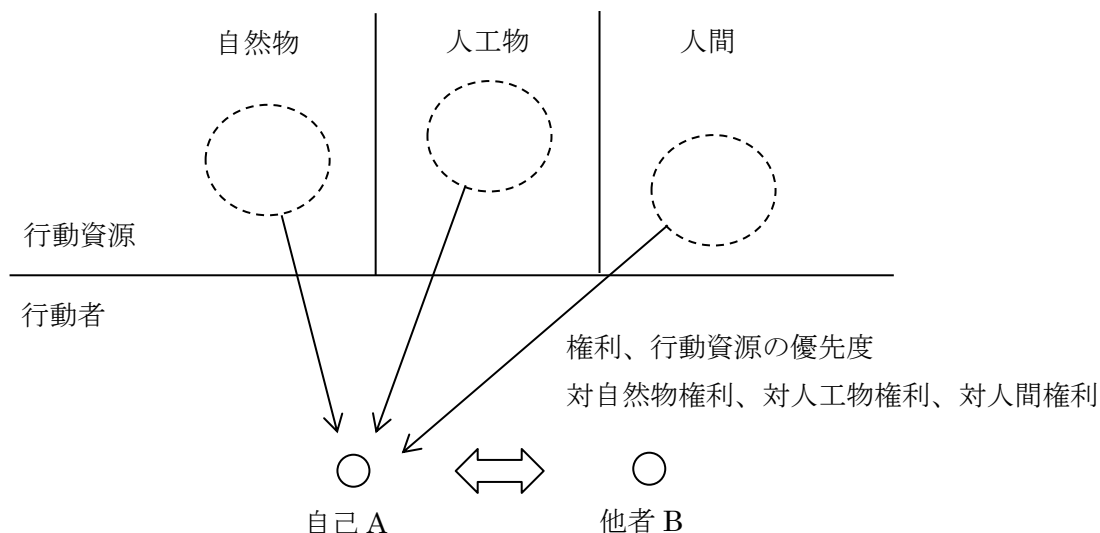 自然物
人工物
人間
行動資源
行動者
権利、行動資源の優先度
対自然物権利、対人工物権利、対人間権利
自己 A
他者 B